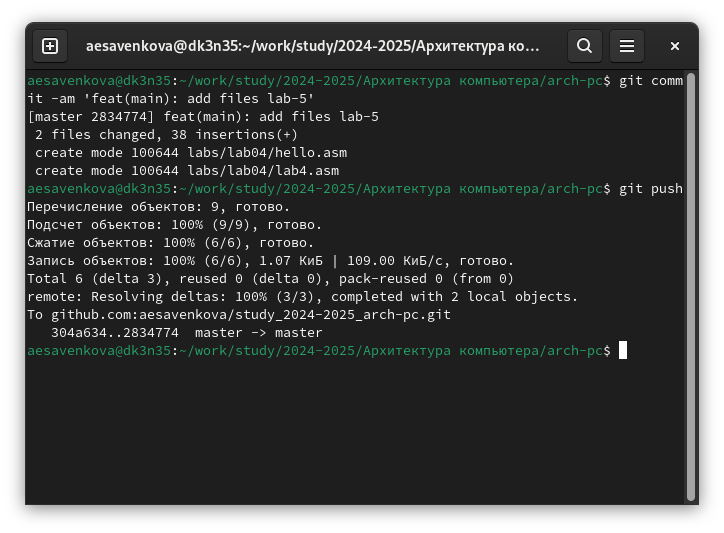 aesavenkova@dk3n35:~/work/study/2024-2025/Архитектура ко...
aesavenkova@dk3n35:~/work/study/2024-2025/Архитектура компьютера/arch-pc$ git comm
it -am 'feat(main): add files lab-5'
[master 2834774] feat(main): add files lab-5
 2 files changed, 38 insertions(+)
 create mode 100644 labs/lab04/hello.asm
 create mode 100644 labs/lab04/lab4.asm
aesavenkova@dk3n35:~/work/study/2024-2025/Архитектура компьютера/arch-pc$ git push
Перечисление объектов: 9, готово.
Подсчет объектов: 100% (9/9), готово.
Сжатие объектов: 100% (6/6), готово.
Запись объектов: 100% (6/6), 1.07 КиБ | 109.00 КиБ/с, готово.
Total 6 (delta 3), reused 0 (delta 0), pack-reused 0 (from 0)
remote: Resolving deltas: 100% (3/3), completed with 2 local objects.
To github.com:aesavenkova/study_2024-2025_arch-pc.git
   304a634..2834774  master -> master
aesavenkova@dk3n35:~/work/study/2024-2025/Архитектура компьютера/arch-pc$